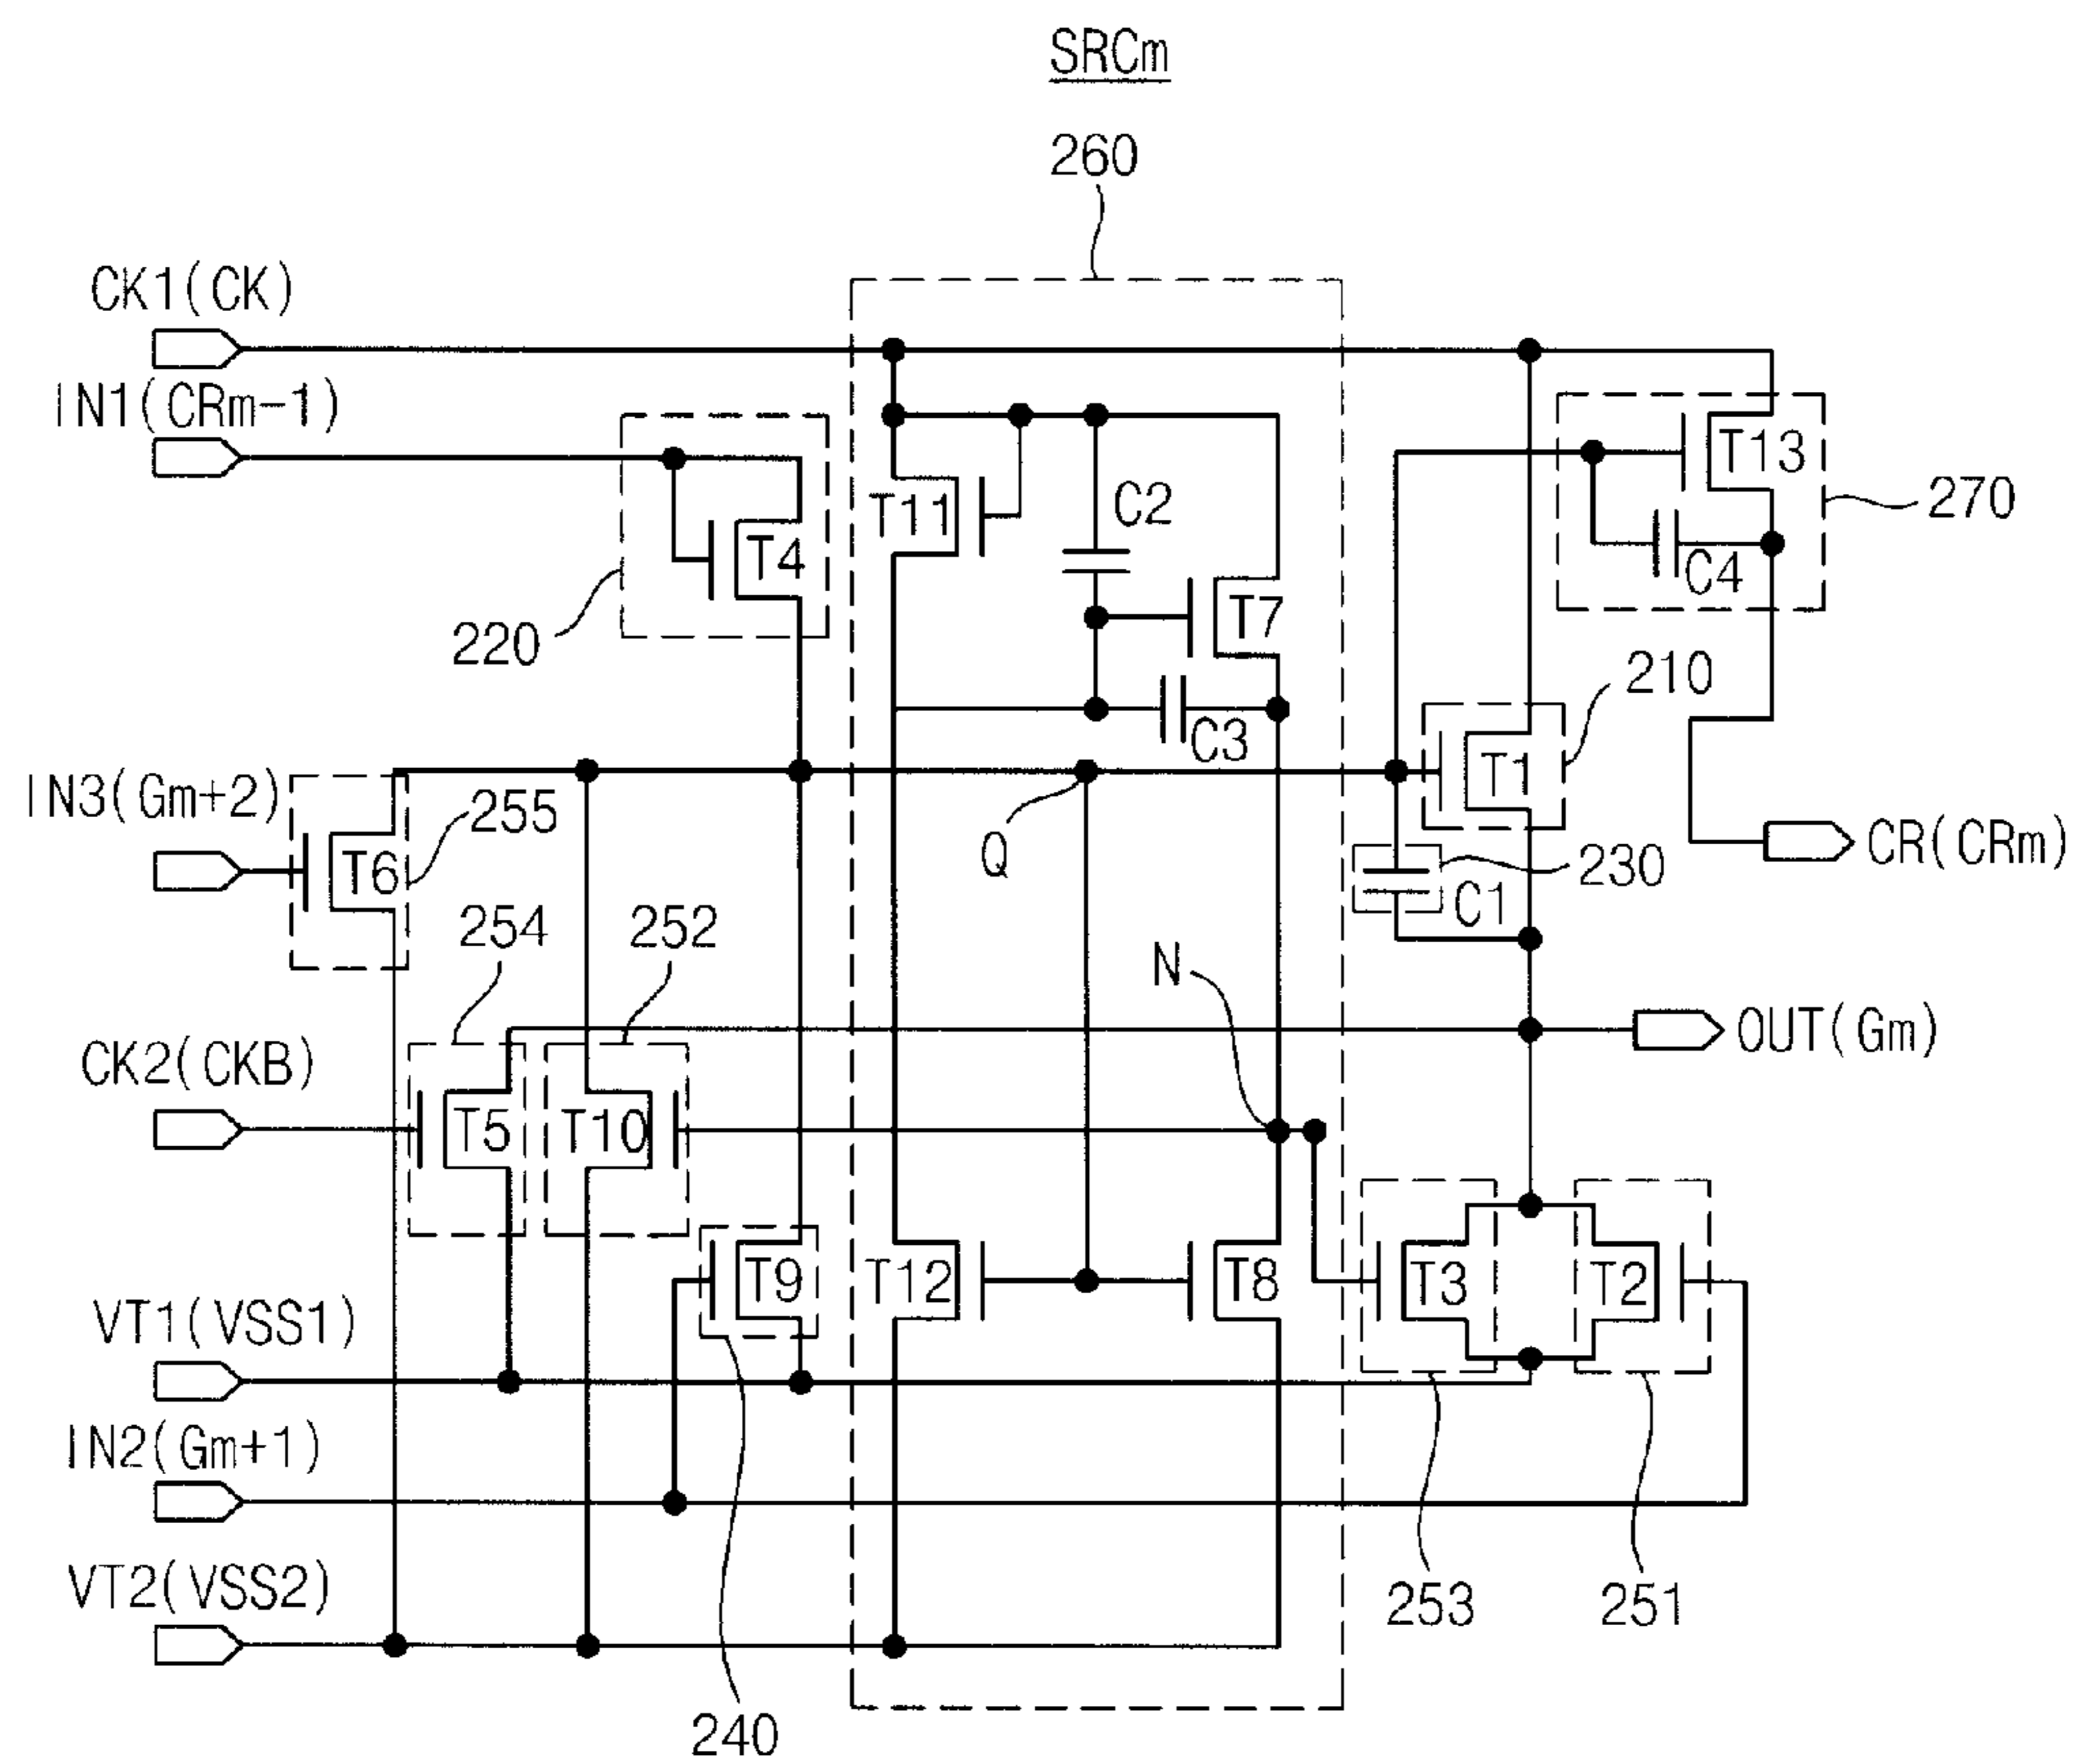 SRCm
260
CK1(CK)
IN1(CRm-1)
T13
T11
C2
270
T4
C4
T7
220
210
C3
T1
IN3(Gm+2)
255
Q
CR(CRm)
T6
230
C1
254
252
N
OUT(Gm)
CK2(CKB)
T5
T10
T9
T12
T8
T3
T2
VT1(VSS1)
IN2(Gm+1)
VT2(VSS2)
253
251
240